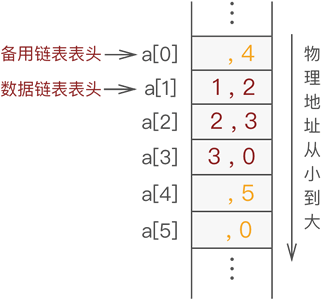 备用链表表头 a[0] ,4
数据链表表头 a[1] 1,2
a[2] 2,3
a[3] 3,0
a[4] ,5
a[5] ,0
物理地址从小到大